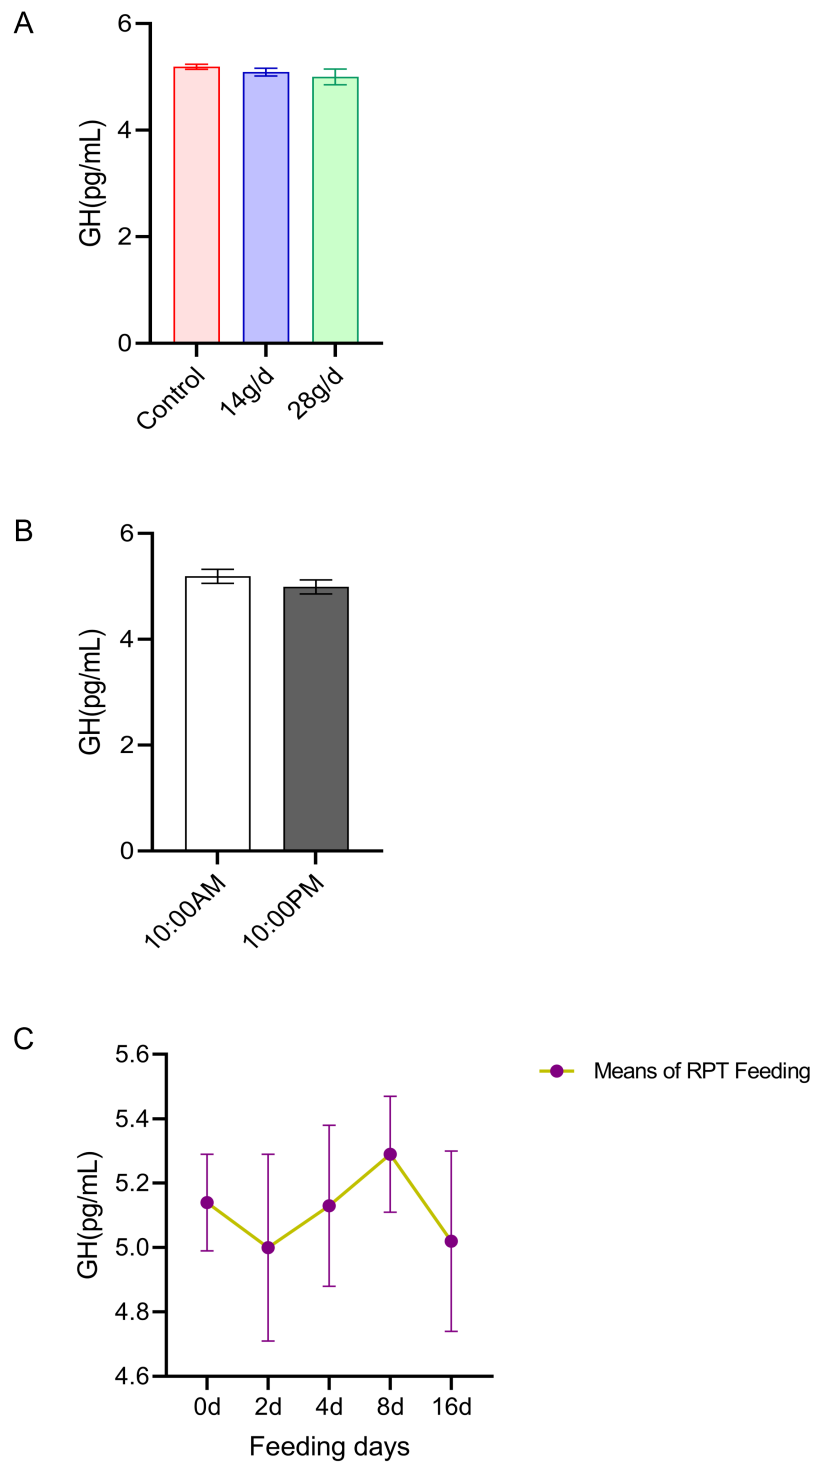 A
6
4
2
0
GH(pg/mL)
Control
14g/d
28g/d
B
6
4
2
0
GH(pg/mL)
10:00AM
10:00PM
C
5.6
5.4
5.2
5.0
4.8
4.6
GH(pg/mL)
0d
2d
4d
8d
16d
Feeding days
Means of RPT Feeding